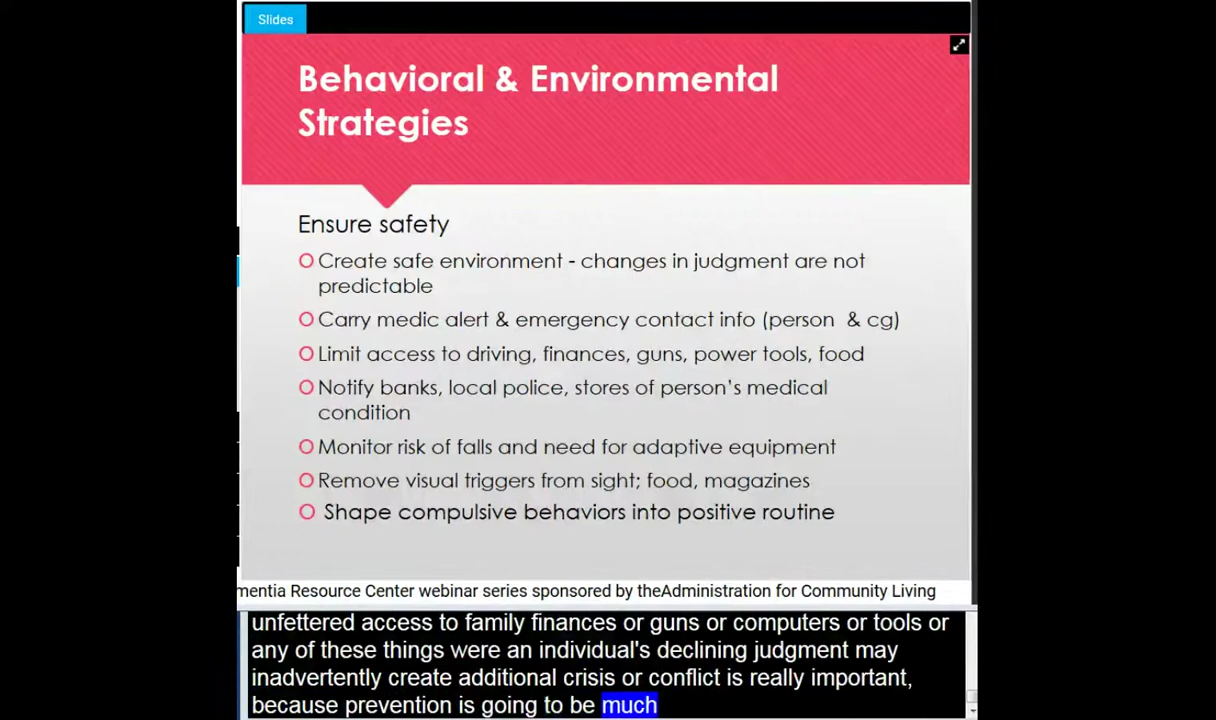 Slides
Behavioral & Environmental
Strategies
Ensure safety
Create safe environment - changes in judgment are not
predictable
Carry medic alert & emergency contact info (person & cg)
Limit access to driving, finances, guns, power tools, food
Notify banks, local police, stores of person's medical
condition
Monitor risk of falls and need for adaptive equipment
Remove visual triggers from sight; food, magazines
Shape compulsive behaviors into positive routine
mentia Resource Center webinar series sponsored by theAdministration for Community Living
unfettered access to family finances or guns or computers or tools or
any of these things were an individual's declining judgment may
inadvertently create additional crisis or conflict is really important,
because prevention is going to be much